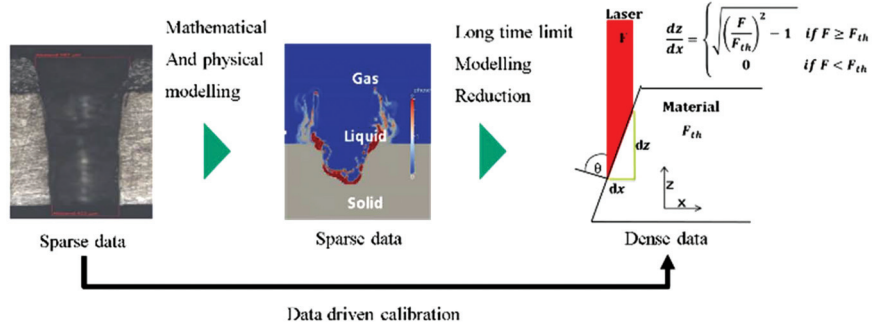 Mathematical
And physical
modelling
Gas
Liquid
Solid
Long time limit
Modelling
Reduction
Laser
F
dz/dx = { √((F/F_th)² − 1) if F ≥ F_th
0 if F < F_th
Material
F_th
dz
θ
dx
Z
X
Sparse data
Sparse data
Dense data
Data driven calibration